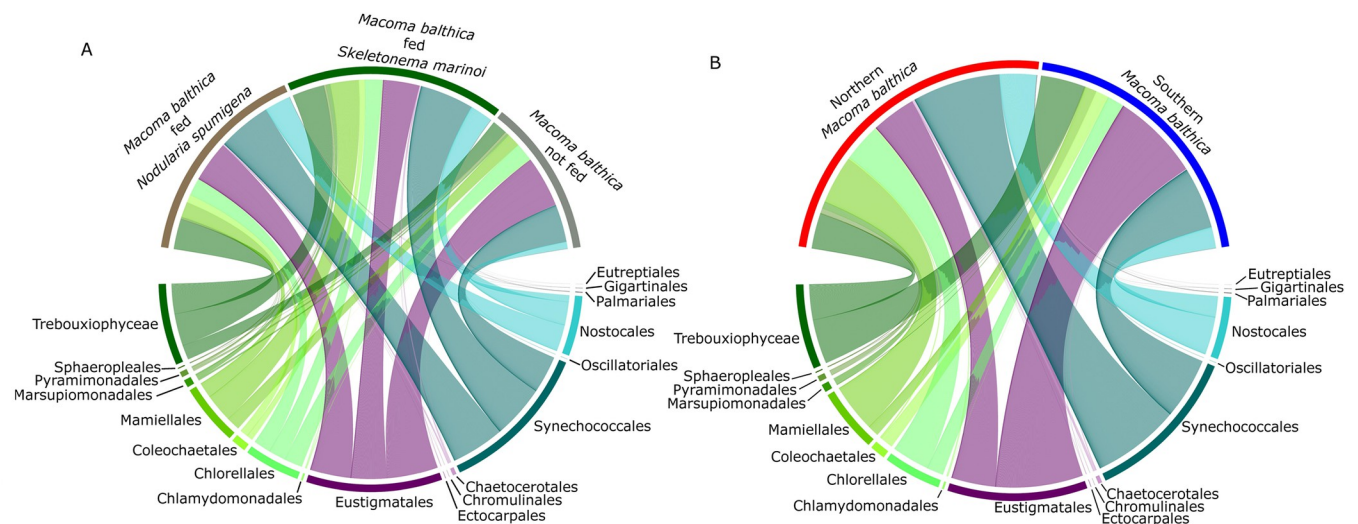 A
Macoma balthica
fed
Nodularia spumigena
Macoma balthica
fed
Skeletonema marinoi
Macoma balthica
not fed
Eutreptiales
Gigartinales
Palmariales
Nostocales
Oscillatoriales
Synechococcales
Chaetocerotales
Chromulinales
Ectocarpales
Eustigmatales
Chlamydomonadales
Chlorellales
Coleochaetales
Mamiellales
Marsupiomonadales
Pyramimonadales
Sphaeropleales
Trebouxiophyceae
B
Northern
Macoma balthica
Southern
Macoma balthica
Eutreptiales
Gigartinales
Palmariales
Nostocales
Oscillatoriales
Synechococcales
Chaetocerotales
Chromulinales
Ectocarpales
Eustigmatales
Chlamydomonadales
Chlorellales
Coleochaetales
Mamiellales
Marsupiomonadales
Pyramimonadales
Sphaeropleales
Trebouxiophyceae